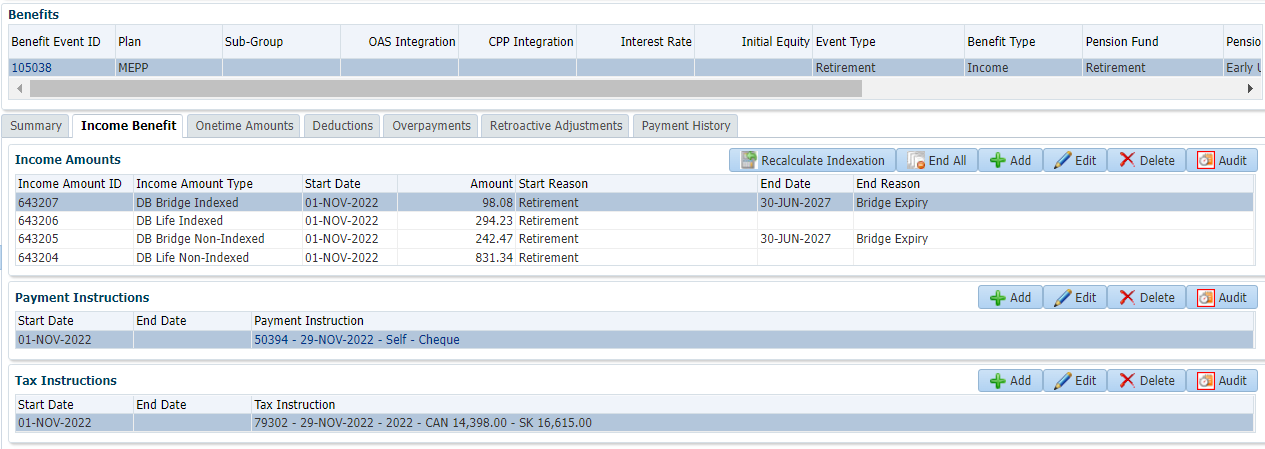 Benefits
Benefit Event ID Plan Sub-Group OAS Integration CPP Integration Interest Rate Initial Equity Event Type Benefit Type Pension Fund Pensio
105038 MEPP Retirement Income Retirement Early U
Summary Income Benefit Onetime Amounts Deductions Overpayments Retroactive Adjustments Payment History
Income Amounts Recalculate Indexation End All Add Edit Delete Audit
Income Amount ID Income Amount Type Start Date Amount Start Reason End Date End Reason
643207 DB Bridge Indexed 01-NOV-2022 98.08 Retirement 30-JUN-2027 Bridge Expiry
643206 DB Life Indexed 01-NOV-2022 294.23 Retirement
643205 DB Bridge Non-Indexed 01-NOV-2022 242.47 Retirement 30-JUN-2027 Bridge Expiry
643204 DB Life Non-Indexed 01-NOV-2022 831.34 Retirement
Payment Instructions Add Edit Delete Audit
Start Date End Date Payment Instruction
01-NOV-2022 50394 - 29-NOV-2022 - Self - Cheque
Tax Instructions Add Edit Delete Audit
Start Date End Date Tax Instruction
01-NOV-2022 79302 - 29-NOV-2022 - 2022 - CAN 14,398.00 - SK 16,615.00